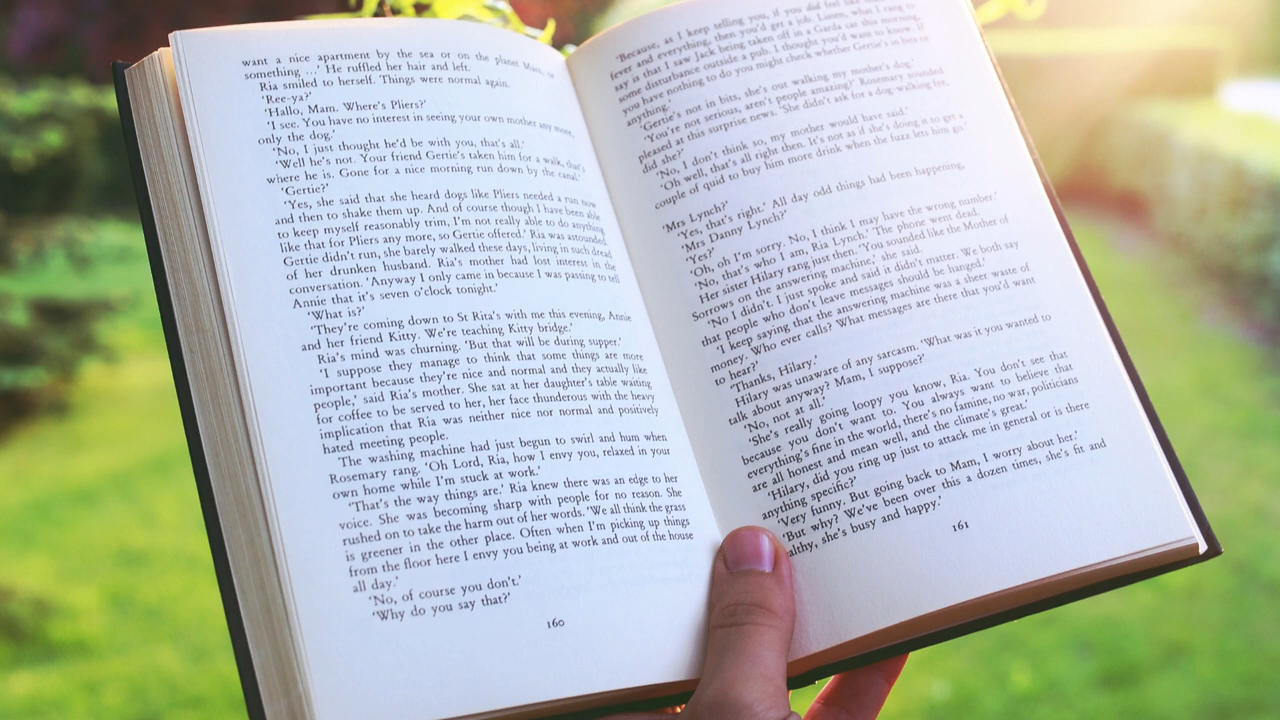 want a nice apartment by the sea or on the planet Mars, or
something ...' He ruffled her hair and left.
Ria smiled to herself. Things were normal again.
'Ree-ya?'
'Hallo, Mam. Where's Pliers?'
'I see. You have no interest in seeing your own mother any more,
only the dog.'
'No, I just thought he'd be with you, that's all.'
'Well he's not. Your friend Gertie's taken him for a walk, that's
where he is. Gone for a nice morning run down by the canal.'
'Gertie?'
'Yes, she said that she heard dogs like Pliers needed a run now
and then to shake them up. And of course though I have been able
to keep myself reasonably trim, I'm not really able to do anything
like that for Pliers any more, so Gertie offered.' Ria was astounded.
Gertie didn't run, she barely walked these days, living in such dread
of her drunken husband. Ria's mother had lost interest in the
conversation. 'Anyway I only came in because I was passing to tell
Annie that it's seven o'clock tonight.'
'What is?'
'They're coming down to St Rita's with me this evening, Annie
and her friend Kitty. We're teaching Kitty bridge.'
Ria's mind was churning. 'But that will be during supper.'
'I suppose they manage to think that some things are more
important because they're nice and normal and they actually like
people,' said Ria's mother. She sat at her daughter's table waiting
for coffee to be served to her, her face thunderous with the heavy
implication that Ria was neither nice nor normal and positively
hated meeting people.
The washing machine had just begun to swirl and hum when
Rosemary rang. 'Oh Lord, Ria, how I envy you, relaxed in your
own home while I'm stuck at work.'
'That's the way things are.' Ria knew there was an edge to her
voice. She was becoming sharp with people for no reason. She
rushed on to take the harm out of her words. 'We all think the grass
is greener in the other place. Often when I'm picking up things
from the floor here I envy you being at work and out of the house
all day.'
'No, of course you don't.'
'Why do you say that?'
160
'Because, as I keep telling you, if you did feel like that
fever and everything, then you'd get a job. Listen, what I rang to
say is that I saw Jack being taken off in a Garda car this morning,
some disturbance outside a pub. I thought you'd want to know. If
you have nothing to do you might check whether Gertie's in bits or
anything.'
'Gertie's not in bits, she's out walking my mother's dog.'
'You're not serious, aren't people amazing?' Rosemary sounded
pleased at this surprise news. 'She didn't ask for a dog-walking fee,
did she?'
'No, I don't think so, my mother would have said.'
'Oh well, that's all right then. It's not as if she's doing it to get a
couple of quid to buy him more drink when the fuzz lets him go.'
'Mrs Lynch?'
'Yes, that's right.' All day odd things had been happening,
'Mrs Danny Lynch?'
'Yes?'
'Oh, oh I'm sorry. No, I think I may have the wrong number.'
'No, that's who I am, Ria Lynch.' The phone went dead.
Her sister Hilary rang just then. 'You sounded like the Mother of
Sorrows on the answering machine,' she said.
'No I didn't. I just spoke and said it didn't matter. We both say
that people who don't leave messages should be hanged.'
'I keep saying that the answering machine was a sheer waste of
money. Who ever calls? What messages are there that you'd want
to hear?'
'Thanks, Hilary.'
Hilary was unaware of any sarcasm. 'What was it you wanted to
talk about anyway? Mam, I suppose?'
'No, not at all.'
'She's really going loopy you know, Ria. You don't see that
because you don't want to. You always want to believe that
everything's fine in the world, there's no famine, no war, politicians
are all honest and mean well, and the climate's great.'
'Hilary, did you ring up just to attack me in general or is there
anything specific?'
'Very funny. But going back to Mam, I worry about her.'
'But why? We've been over this a dozen times, she's fit and
althy, she's busy and happy.'
161